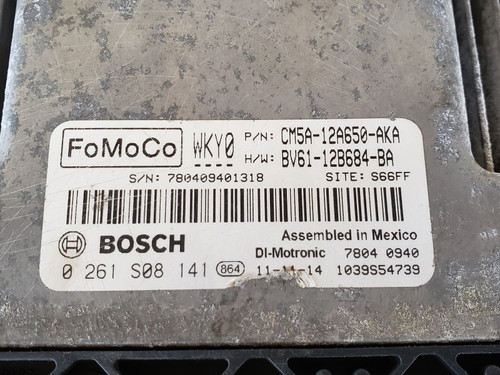 FoMoCo WKY0 P/N: CM5A-12A650-AKA
H/W: BV61-12B684-BA
S/N: 780409401318 SITE: S66FF
BOSCH Assembled in Mexico
DI-Motronic 7804 0940
0 261 S08 141 864 11-11-14 1039S54739